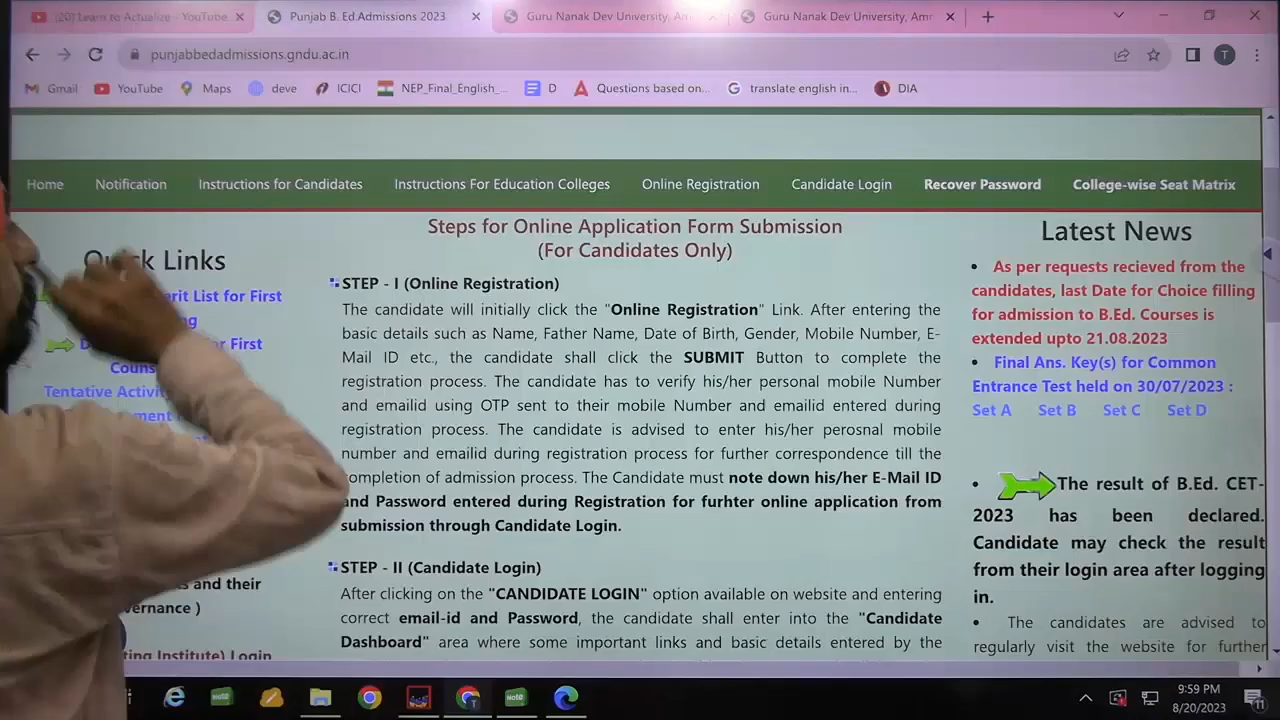 (20) Learn to Actualize - YouTube
Punjab B. Ed Admissions 2023
Guru Nanak Dev University, Am
Guru Nanak Dev University, Amr
punjabbedadmissions.gndu.ac.in
T
Gmail
YouTube
Maps
deve
ICICI
NEP_Final_English_...
D
Questions based on...
translate english in...
DIA
Home
Notification
Instructions for Candidates
Instructions For Education Colleges
Online Registration
Candidate Login
Recover Password
College-wise Seat Matrix
Links
erit List for First
ng
for First
Couns
Tentative Activi
ment
s and their
vernance )
ting Institute) Login
Steps for Online Application Form Submission
(For Candidates Only)
STEP - I (Online Registration)
The candidate will initially click the "Online Registration" Link. After entering the
basic details such as Name, Father Name, Date of Birth, Gender, Mobile Number, E-
Mail ID etc., the candidate shall click the SUBMIT Button to complete the
registration process. The candidate has to verify his/her personal mobile Number
and emailid using OTP sent to their mobile Number and emailid entered during
registration process. The candidate is advised to enter his/her perosnal mobile
number and emailid during registration process for further correspondence till the
completion of admission process. The Candidate must note down his/her E-Mail ID
and Password entered during Registration for furhter online application from
submission through Candidate Login.
STEP - II (Candidate Login)
After clicking on the "CANDIDATE LOGIN" option available on website and entering
correct email-id and Password, the candidate shall enter into the "Candidate
Dashboard" area where some important links and basic details entered by the
Latest News
As per requests recieved from the
candidates, last Date for Choice filling
for admission to B.Ed. Courses is
extended upto 21.08.2023
Final Ans. Key(s) for Common
Entrance Test held on 30/07/2023 :
Set A Set B Set C Set D
The result of B.Ed. CET-
2023 has been declared.
Candidate may check the result
from their login area after logging
in.
The candidates are advised to
regularly visit the website for further
9:59 PM
8/20/2023
11